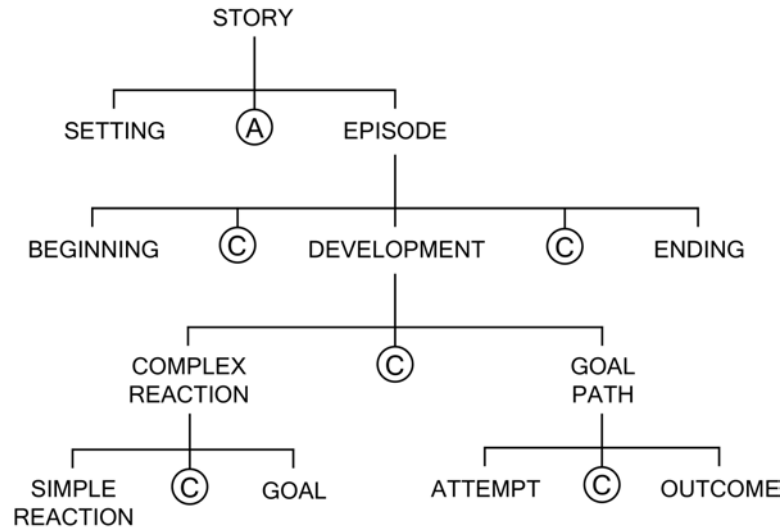 STORY
SETTING A EPISODE
BEGINNING C DEVELOPMENT C ENDING
COMPLEX
REACTION
C
GOAL
PATH
SIMPLE
REACTION
C
GOAL
ATTEMPT
C
OUTCOME